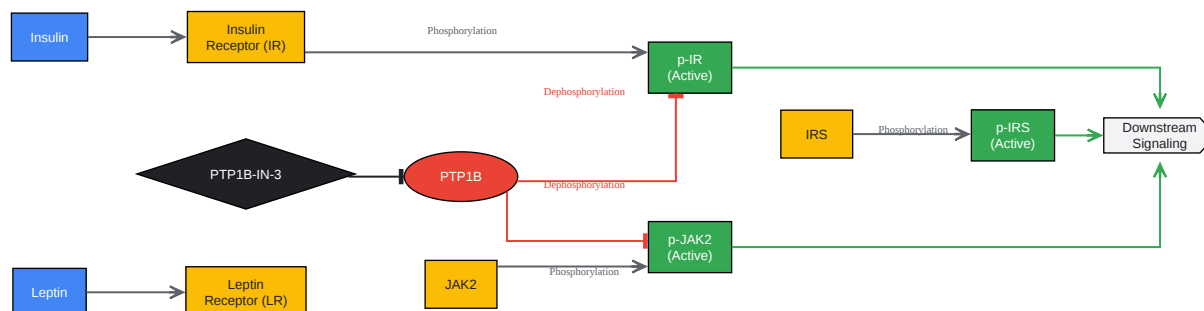 Insulin
Insulin
Receptor (IR)
Phosphorylation
p-IR
(Active)
Dephosphorylation
IRS
Phosphorylation
p-IRS
(Active)
Downstream
Signaling
PTP1B-IN-3
PTP1B
Dephosphorylation
p-JAK2
(Active)
Phosphorylation
JAK2
Leptin
Leptin
Receptor (LR)